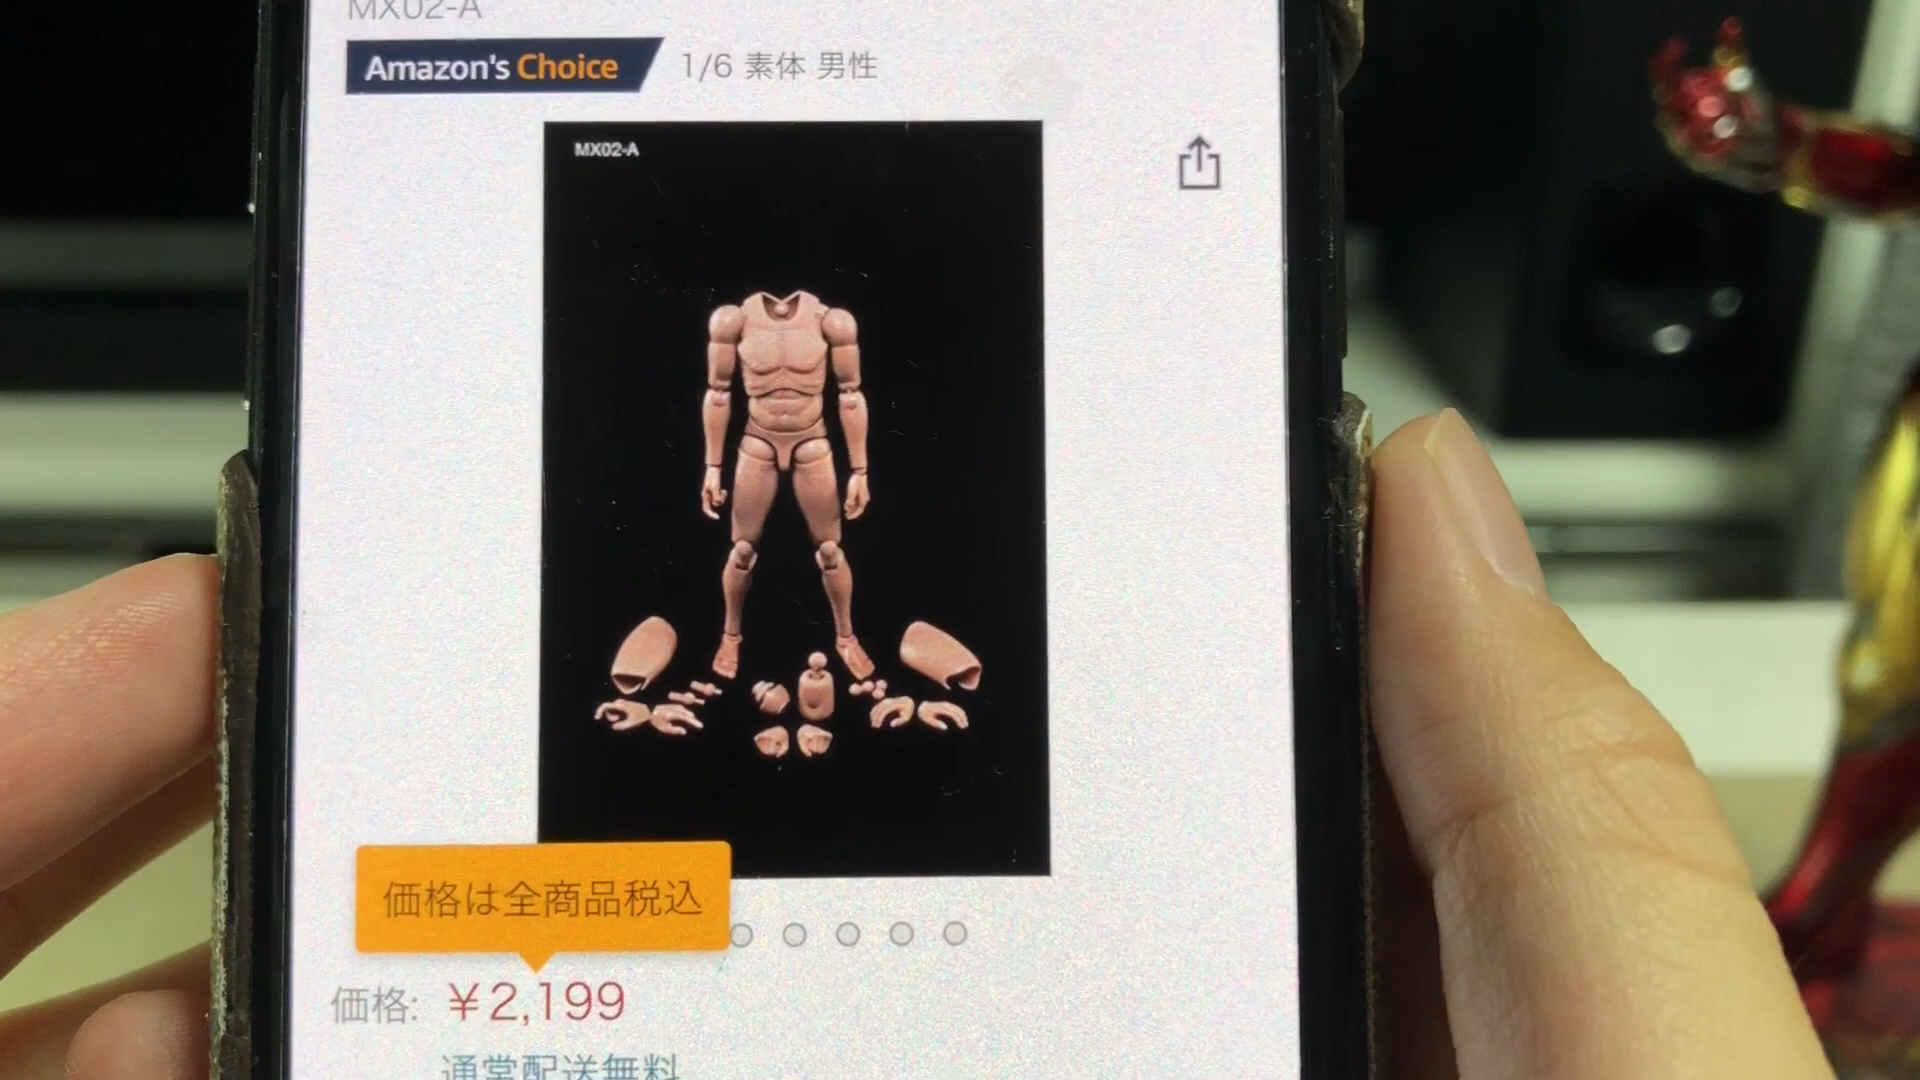 MX02-A
Amazon's Choice 1/6 素体 男性
MX02-A
価格は全商品税込
価格: ￥2,199
通常配送無料